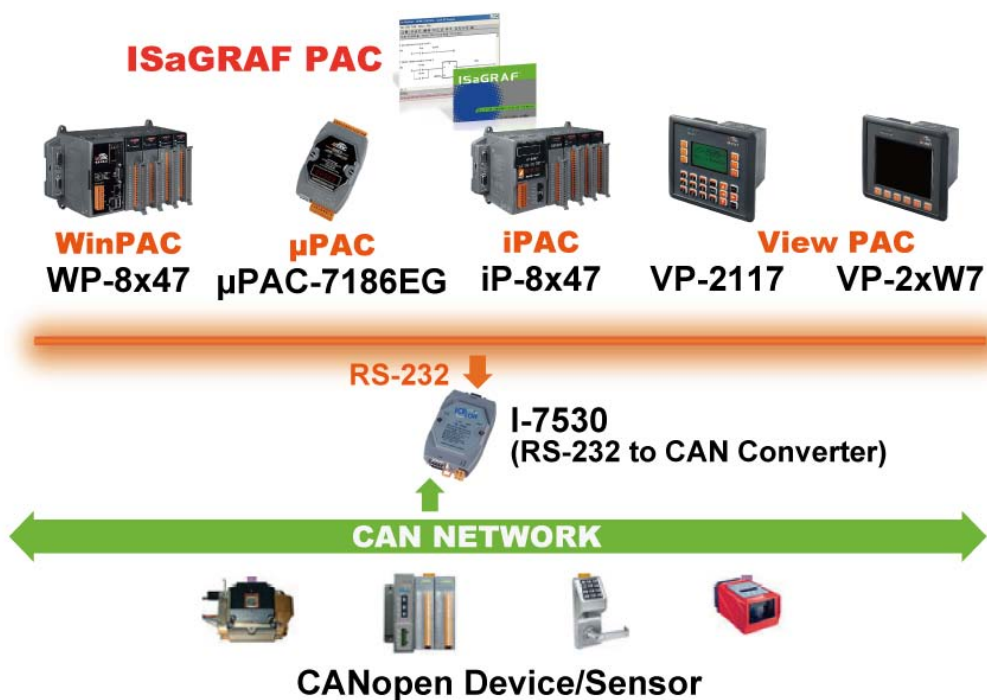 ISaGRAF PAC
ISaGRAF
WinPAC
µPAC
iPAC
View PAC
WP-8x47
µPAC-7186EG
iP-8x47
VP-2117
VP-2xW7
RS-232
I-7530
(RS-232 to CAN Converter)
CAN NETWORK
CANopen Device/Sensor